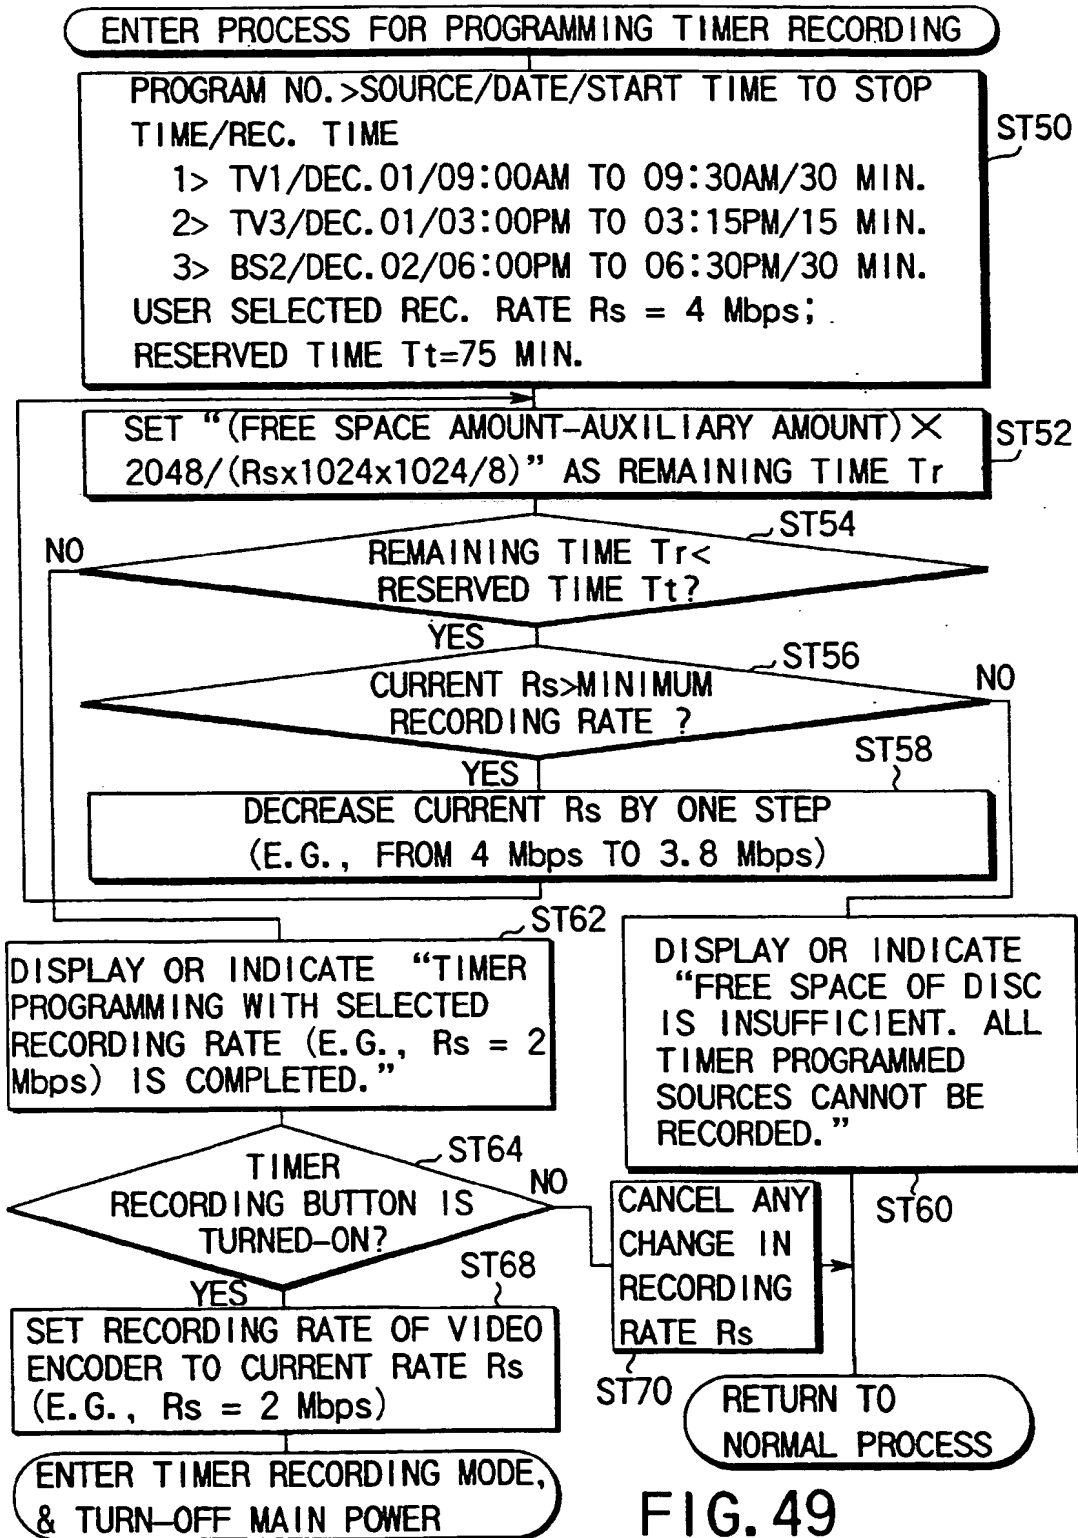 ENTER PROCESS FOR PROGRAMMING TIMER RECORDING
PROGRAM NO.>SOURCE/DATE/START TIME TO STOP
TIME/REC. TIME
1> TV1/DEC.01/09:00AM TO 09:30AM/30 MIN.
2> TV3/DEC.01/03:00PM TO 03:15PM/15 MIN.
3> BS2/DEC.02/06:00PM TO 06:30PM/30 MIN.
USER SELECTED REC. RATE Rs = 4 Mbps;
RESERVED TIME Tt=75 MIN.
ST50
SET “(FREE SPACE AMOUNT-AUXILIARY AMOUNT)×
2048/(Rsx1024x1024/8)” AS REMAINING TIME Tr
ST52
ST54
NO
REMAINING TIME Tr<
RESERVED TIME Tt?
YES
ST56
CURRENT Rs>MINIMUM
RECORDING RATE ?
NO
YES
ST58
DECREASE CURRENT Rs BY ONE STEP
(E.G., FROM 4 Mbps TO 3.8 Mbps)
ST62
DISPLAY OR INDICATE “TIMER
PROGRAMMING WITH SELECTED
RECORDING RATE (E.G., Rs = 2
Mbps) IS COMPLETED.”
DISPLAY OR INDICATE
“FREE SPACE OF DISC
IS INSUFFICIENT. ALL
TIMER PROGRAMMED
SOURCES CANNOT BE
RECORDED.”
ST60
ST64
TIMER
RECORDING BUTTON IS
TURNED-ON?
NO
YES
CANCEL ANY
CHANGE IN
RECORDING
RATE Rs
ST70
ST68
SET RECORDING RATE OF VIDEO
ENCODER TO CURRENT RATE Rs
(E.G., Rs = 2 Mbps)
RETURN TO
NORMAL PROCESS
ENTER TIMER RECORDING MODE,
& TURN-OFF MAIN POWER
FIG. 49